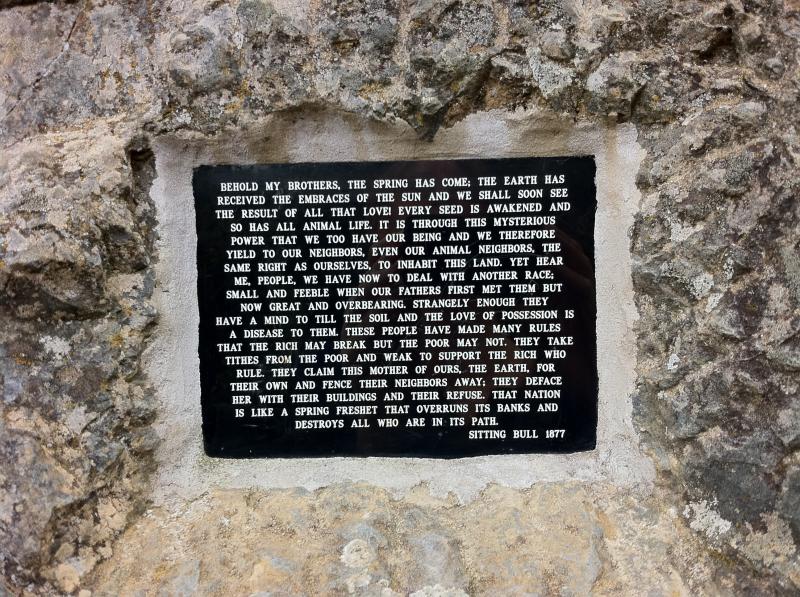 BEHOLD MY BROTHERS, THE SPRING HAS COME; THE EARTH HAS
RECEIVED THE EMBRACES OF THE SUN AND WE SHALL SOON SEE
THE RESULT OF ALL THAT LOVE! EVERY SEED IS AWAKENED AND
SO HAS ALL ANIMAL LIFE. IT IS THROUGH THIS MYSTERIOUS
POWER THAT WE TOO HAVE OUR BEING AND WE THEREFORE
YIELD TO OUR NEIGHBORS, EVEN OUR ANIMAL NEIGHBORS, THE
SAME RIGHT AS OURSELVES, TO INHABIT THIS LAND. YET HEAR
ME, PEOPLE, WE HAVE NOW TO DEAL WITH ANOTHER RACE;
SMALL AND FEEBLE WHEN OUR FATHERS FIRST MET THEM BUT
NOW GREAT AND OVERBEARING. STRANGELY ENOUGH THEY
HAVE A MIND TO TILL THE SOIL AND THE LOVE OF POSSESSION IS
A DISEASE TO THEM. THESE PEOPLE HAVE MADE MANY RULES
THAT THE RICH MAY BREAK BUT THE POOR MAY NOT. THEY TAKE
TITHES FROM THE POOR AND WEAK TO SUPPORT THE RICH WHO
RULE. THEY CLAIM THIS MOTHER OF OURS, THE EARTH, FOR
THEIR OWN AND FENCE THEIR NEIGHBORS AWAY; THEY DEFACE
HER WITH THEIR BUILDINGS AND THEIR REFUSE. THAT NATION
IS LIKE A SPRING FRESHET THAT OVERRUNS ITS BANKS AND
DESTROYS ALL WHO ARE IN ITS PATH.
SITTING BULL 1877